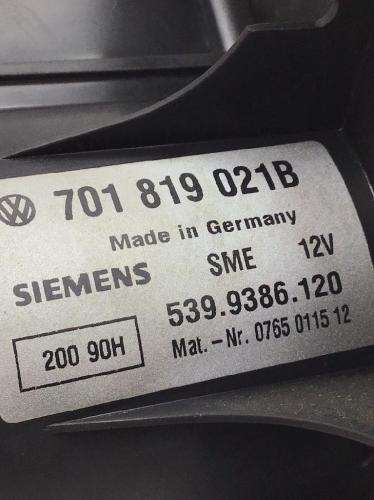 701 819 021B
Made in Germany
SIEMENS SME 12V
539.9386.120
200 90H
Mat. - Nr. 0765 0115 12